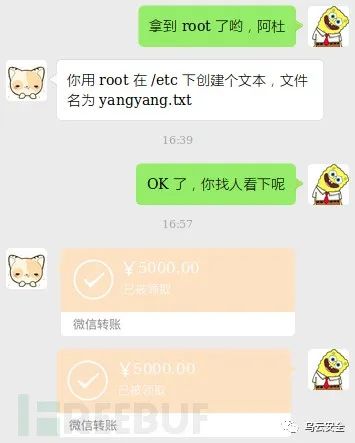 拿到 root 了哟，阿杜
你用 root 在 /etc 下创建个文本，文件
名为 yangyang.txt
16:39
OK 了，你找人看下呢
16:57
￥5000.00
已被领取
微信转账
￥5000.00
已被领取
微信转账
REEBUF
乌云安全